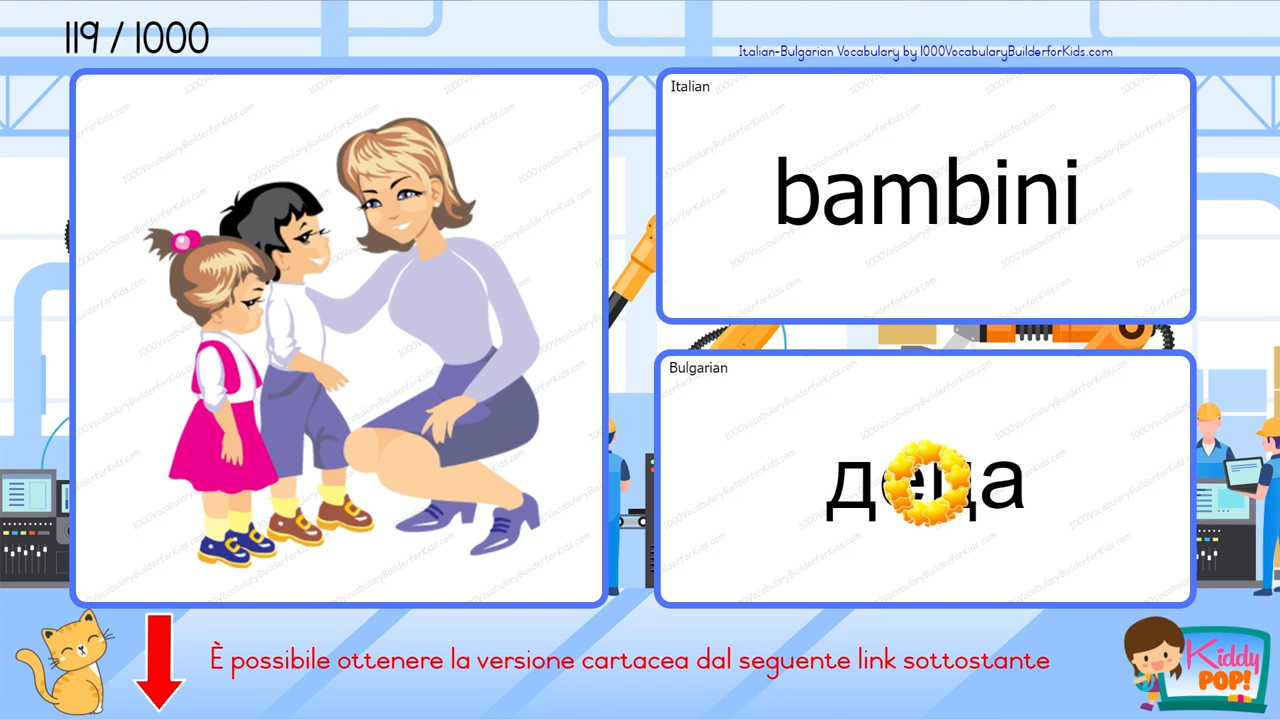 119 / 1000
Italian-Bulgarian Vocabulary by 1000VocabularyBuilderforKids.com
Italian
bambini
Bulgarian
деца
È possibile ottenere la versione cartacea dal seguente link sottostante
Kiddy
POP!